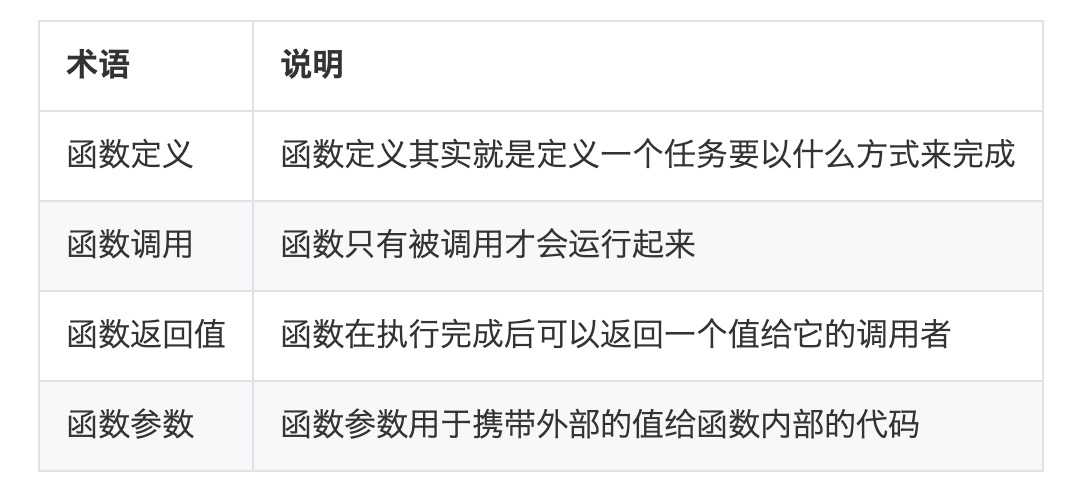 术语 说明
函数定义 函数定义其实就是定义一个任务要以什么方式来完成
函数调用 函数只有被调用才会运行起来
函数返回值 函数在执行完成后可以返回一个值给它的调用者
函数参数 函数参数用于携带外部的值给函数内部的代码